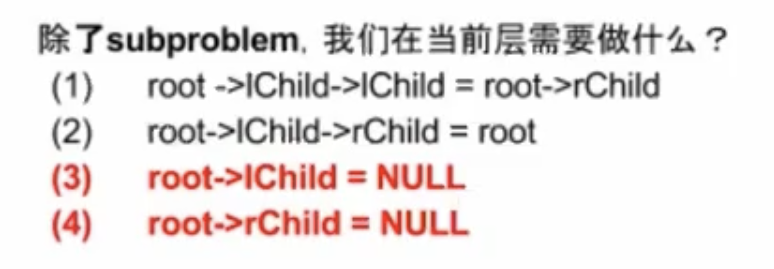 除了subproblem, 我们在当前层需要做什么？
(1) root ->lChild->lChild = root->rChild
(2) root->lChild->rChild = root
(3) root->lChild = NULL
(4) root->rChild = NULL